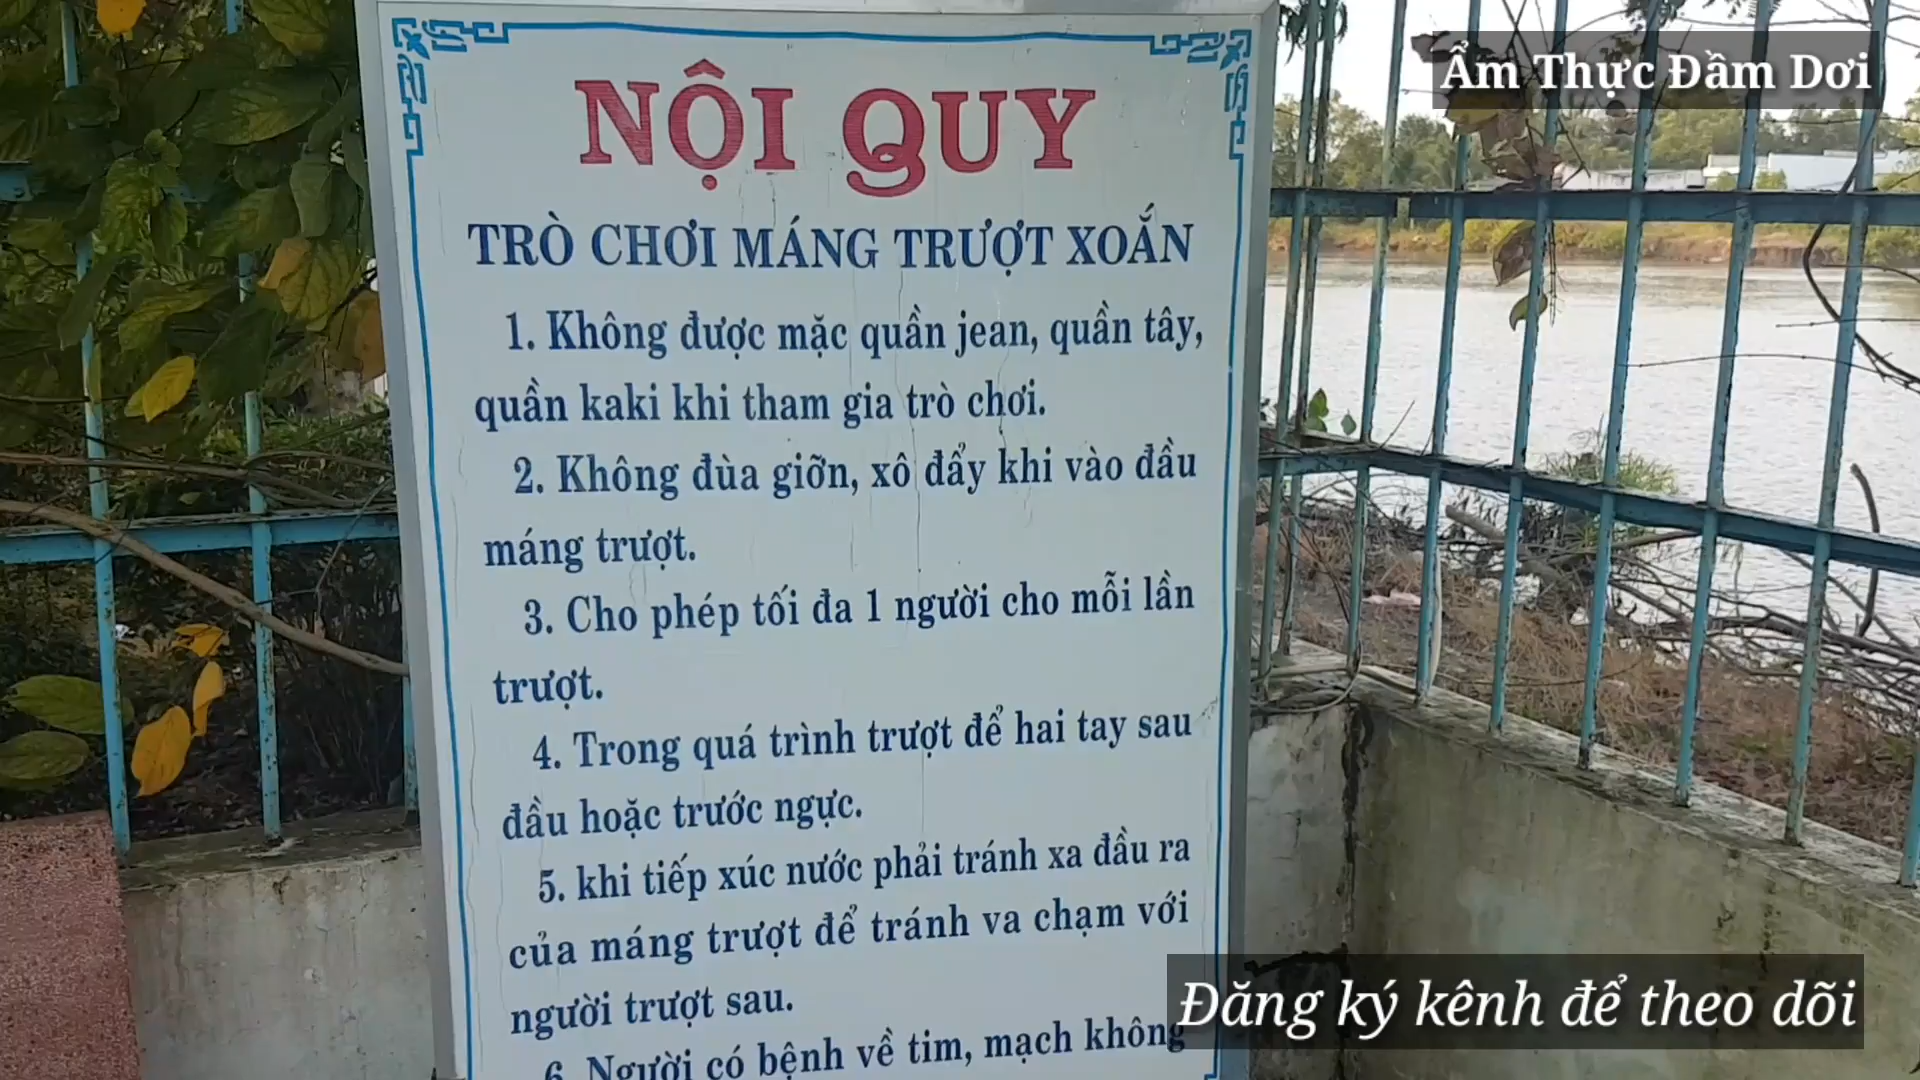 Ẩm Thực Đầm Dơi
NỘI QUY
TRÒ CHƠI MÁNG TRƯỢT XOẮN
1. Không được mặc quần jean, quần tây,
quần kaki khi tham gia trò chơi.
2. Không đùa giỡn, xô đẩy khi vào đầu
máng trượt.
3. Cho phép tối đa 1 người cho mỗi lần
trượt.
4. Trong quá trình trượt để hai tay sau
đầu hoặc trước ngực.
5. khi tiếp xúc nước phải tránh xa đầu ra
của máng trượt để tránh va chạm với
người trượt sau.
6. Người có bệnh về tim, mạch không
Đăng ký kênh để theo dõi